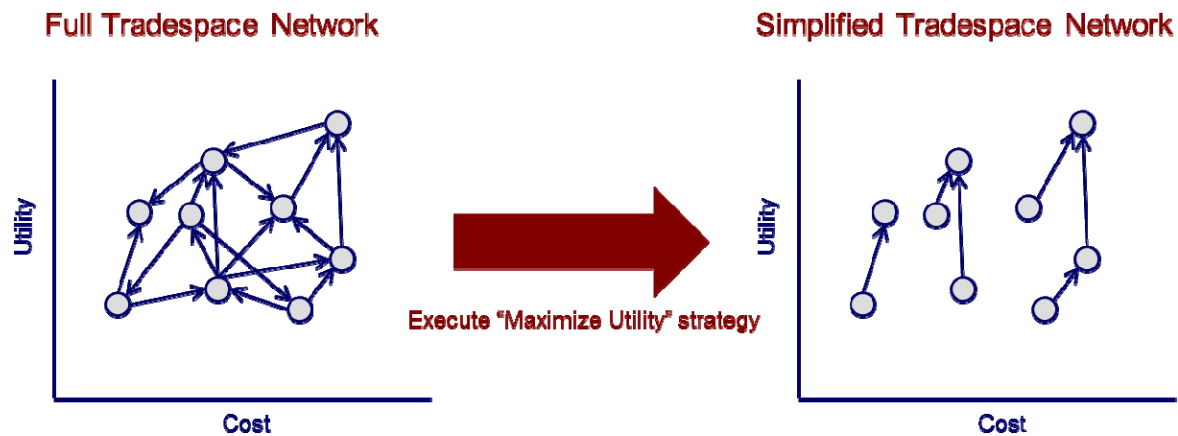 Full Tradespace Network
Simplified Tradespace Network
Utility
Cost
Execute “Maximize Utility” strategy
Utility
Cost